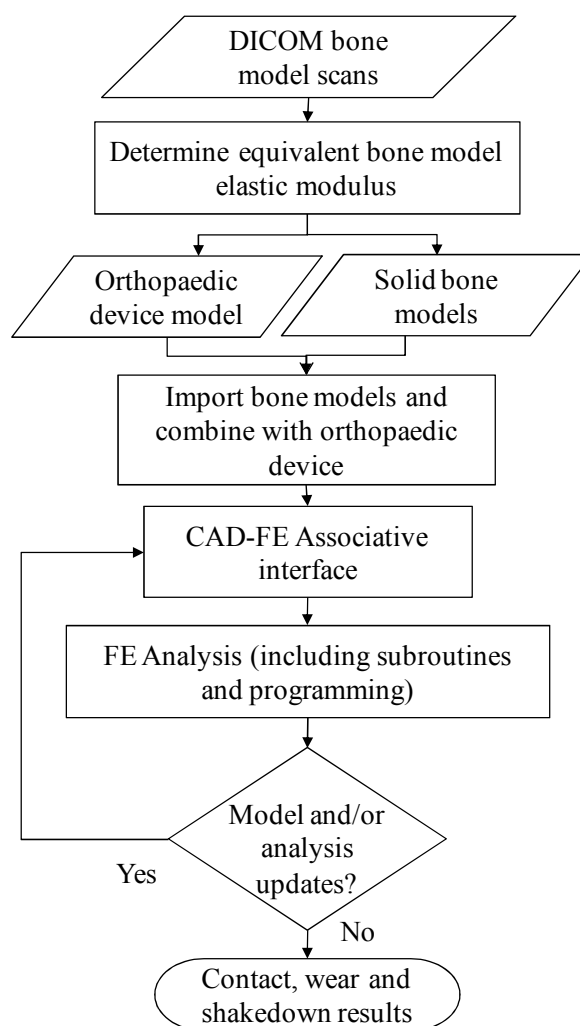 DICOM bone
model scans
Determine equivalent bone model
elastic modulus
Orthopaedic
device model
Solid bone
models
Import bone models and
combine with orthopaedic
device
CAD-FE Associative
interface
FE Analysis (including subroutines
and programming)
Model and/or
analysis
updates?
Yes
No
Contact, wear and
shakedown results